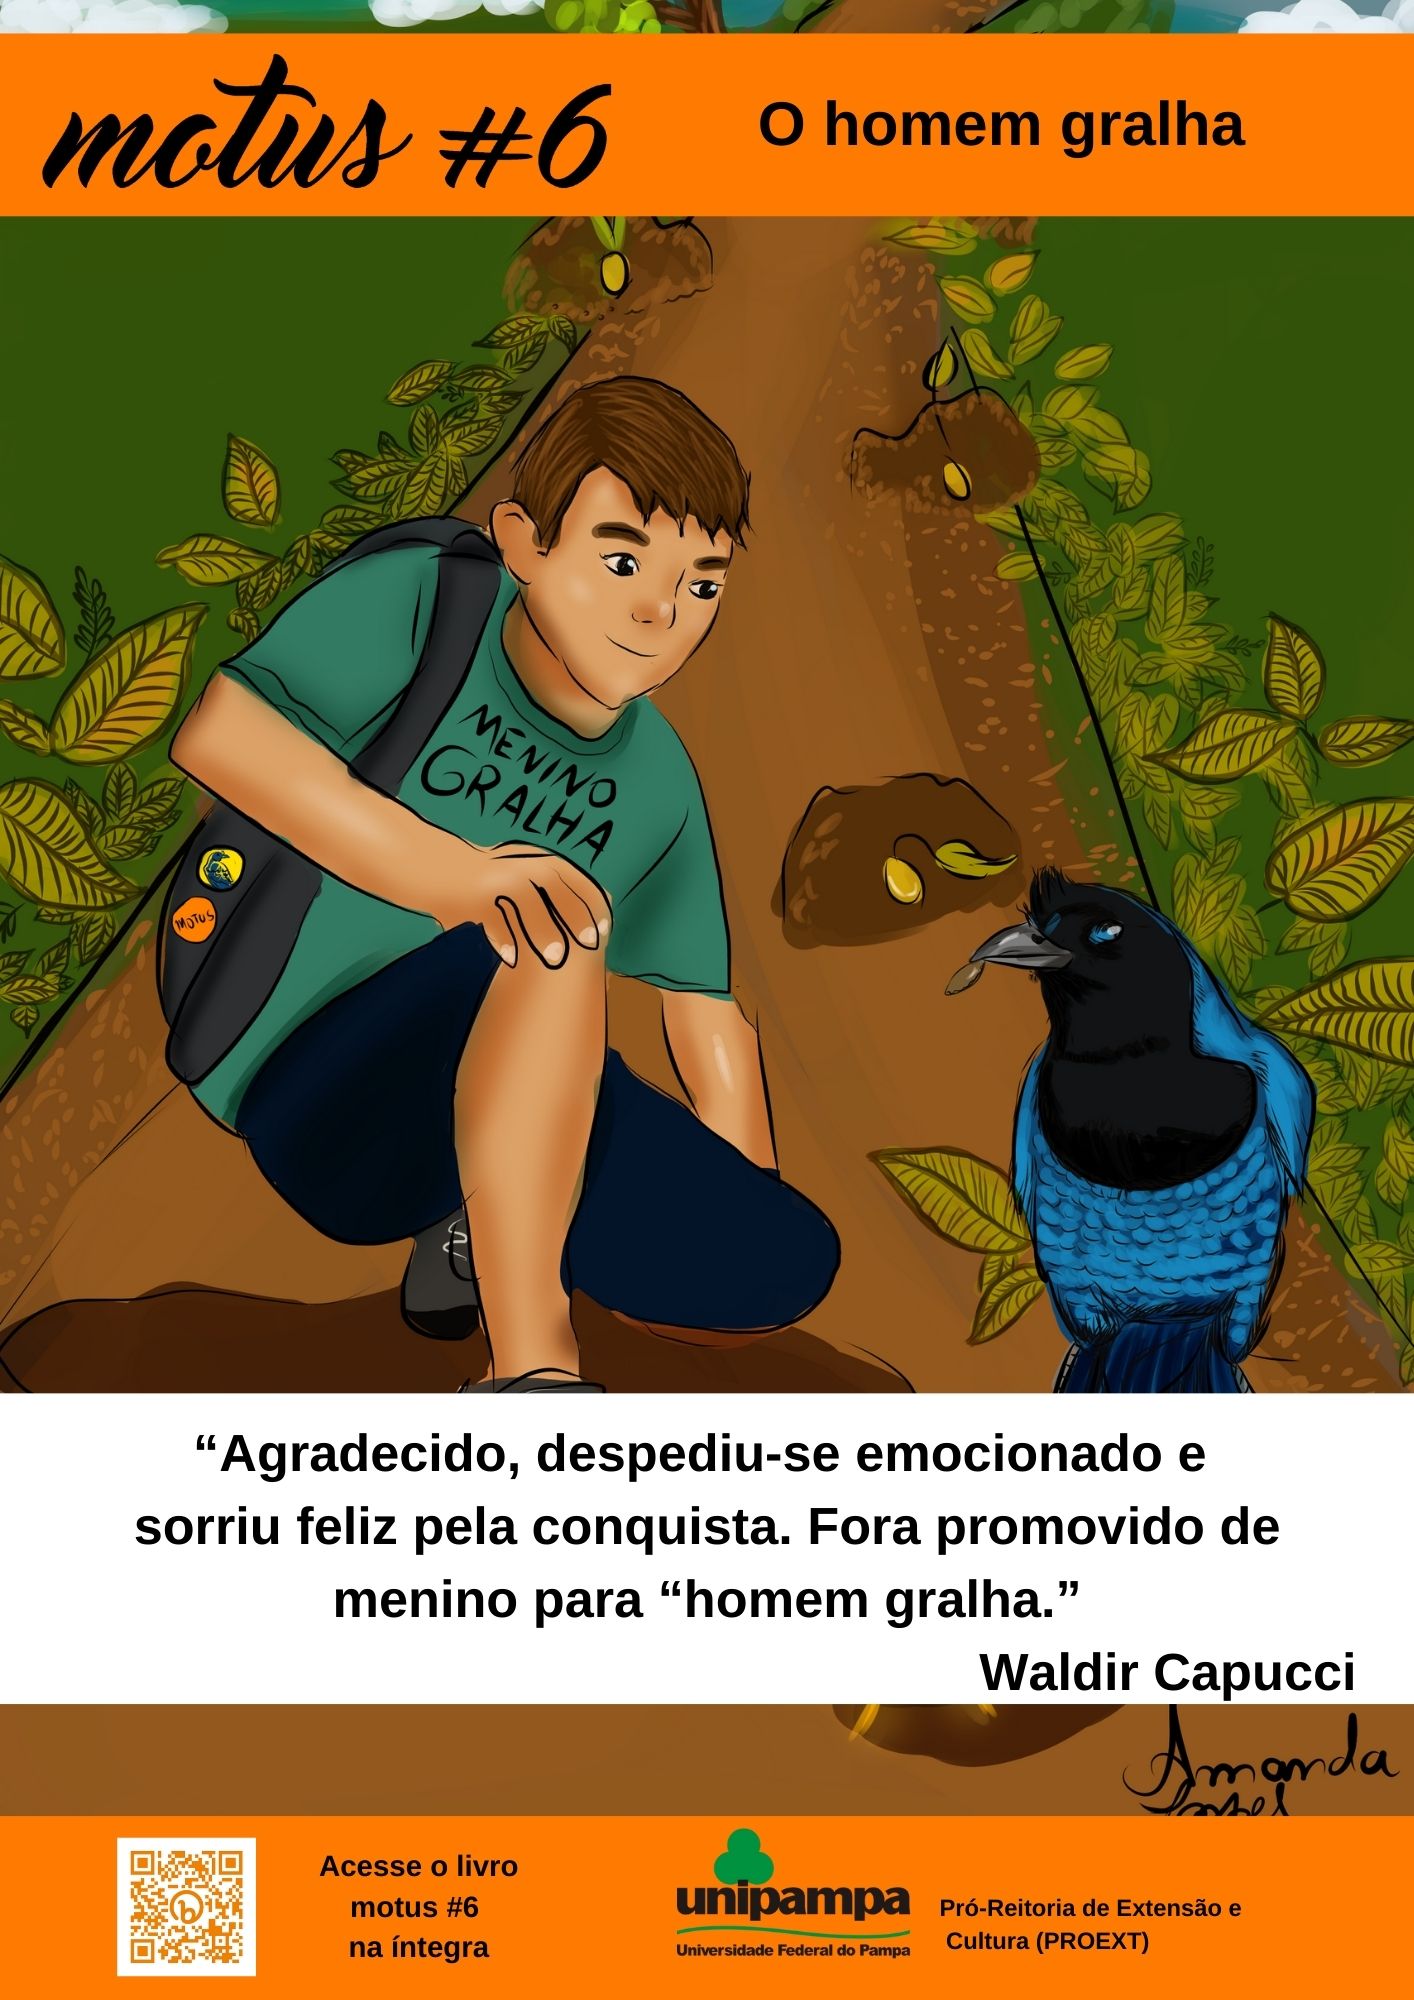 motus #6
O homem gralha
MENINO
GRALHA
MOTUS
“Agradecido, despediu-se emocionado e
sorriu feliz pela conquista. Fora promovido de
menino para “homem gralha.”
Waldir Capucci
Amanda
Acesse o livro
motus #6
na íntegra
unipampa
Universidade Federal do Pampa
Pró-Reitoria de Extensão e
Cultura (PROEXT)